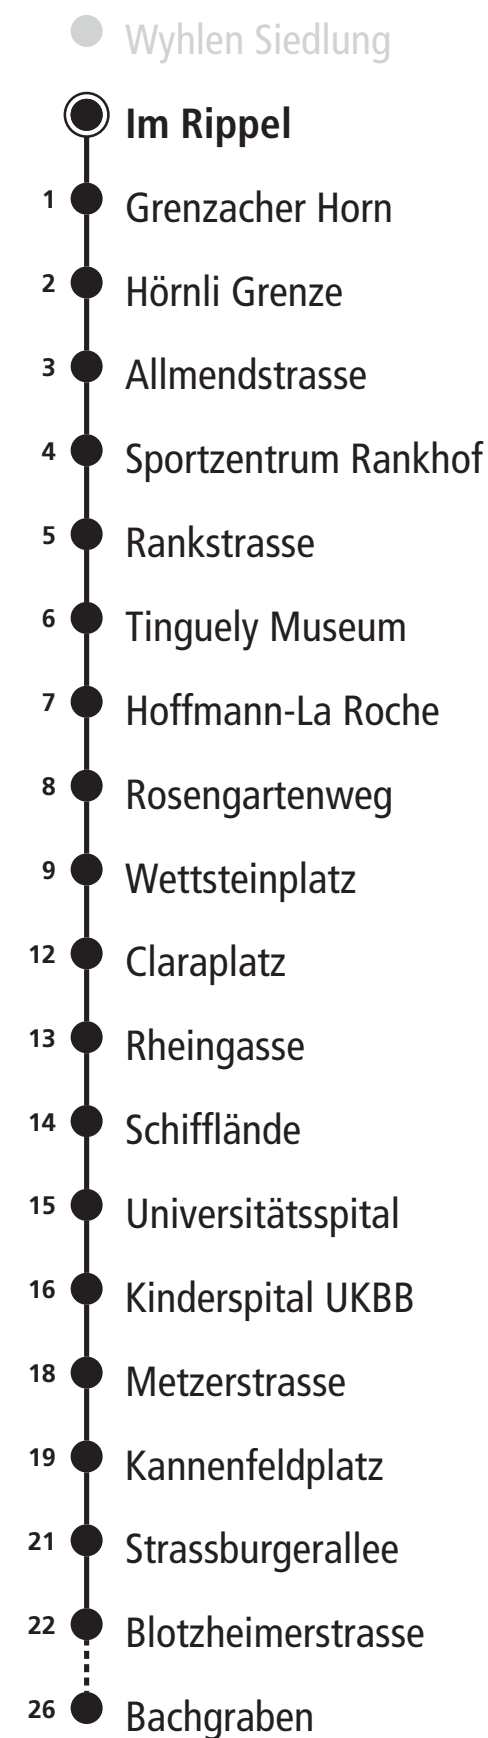 Wyhlen Siedlung
Im Rippel
1 Grenzacher Horn
2 Hörnli Grenze
3 Allmendstrasse
4 Sportzentrum Rankhof
5 Rankstrasse
6 Tinguely Museum
7 Hoffmann-La Roche
8 Rosengartenweg
9 Wettsteinplatz
12 Claraplatz
13 Rheingasse
14 Schifflände
15 Universitätsspital
16 Kinderspital UKBB
18 Metzerstrasse
19 Kannenfeldplatz
21 Strassburgerallee
22 Blotzheimerstrasse
26 Bachgraben